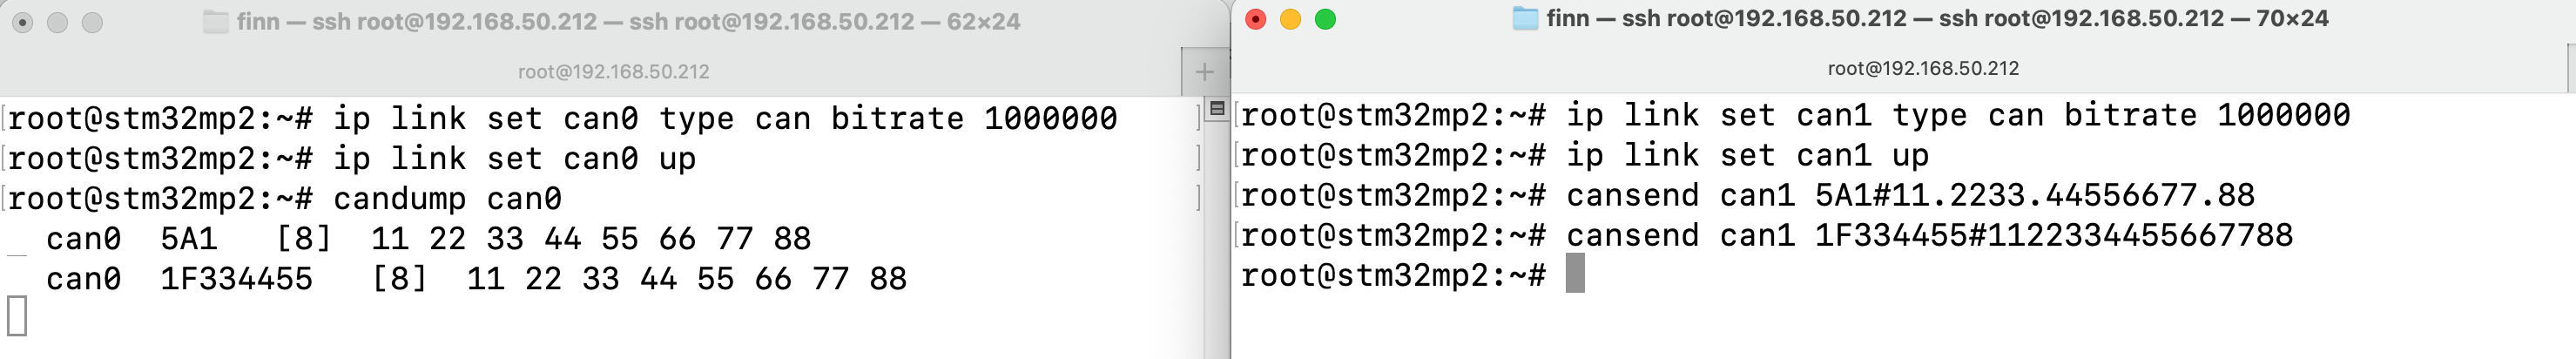 finn — ssh root@192.168.50.212 — ssh root@192.168.50.212 — 62×24
root@192.168.50.212
+
[root@stm32mp2:~# ip link set can0 type can bitrate 1000000 ]
[root@stm32mp2:~# ip link set can0 up ]
[root@stm32mp2:~# candump can0 ]
_ can0  5A1   [8]  11 22 33 44 55 66 77 88
  can0  1F334455   [8]  11 22 33 44 55 66 77 88
finn — ssh root@192.168.50.212 — ssh root@192.168.50.212 — 70×24
root@192.168.50.212
[root@stm32mp2:~# ip link set can1 type can bitrate 1000000
[root@stm32mp2:~# ip link set can1 up
[root@stm32mp2:~# cansend can1 5A1#11.2233.44556677.88
[root@stm32mp2:~# cansend can1 1F334455#1122334455667788
root@stm32mp2:~#